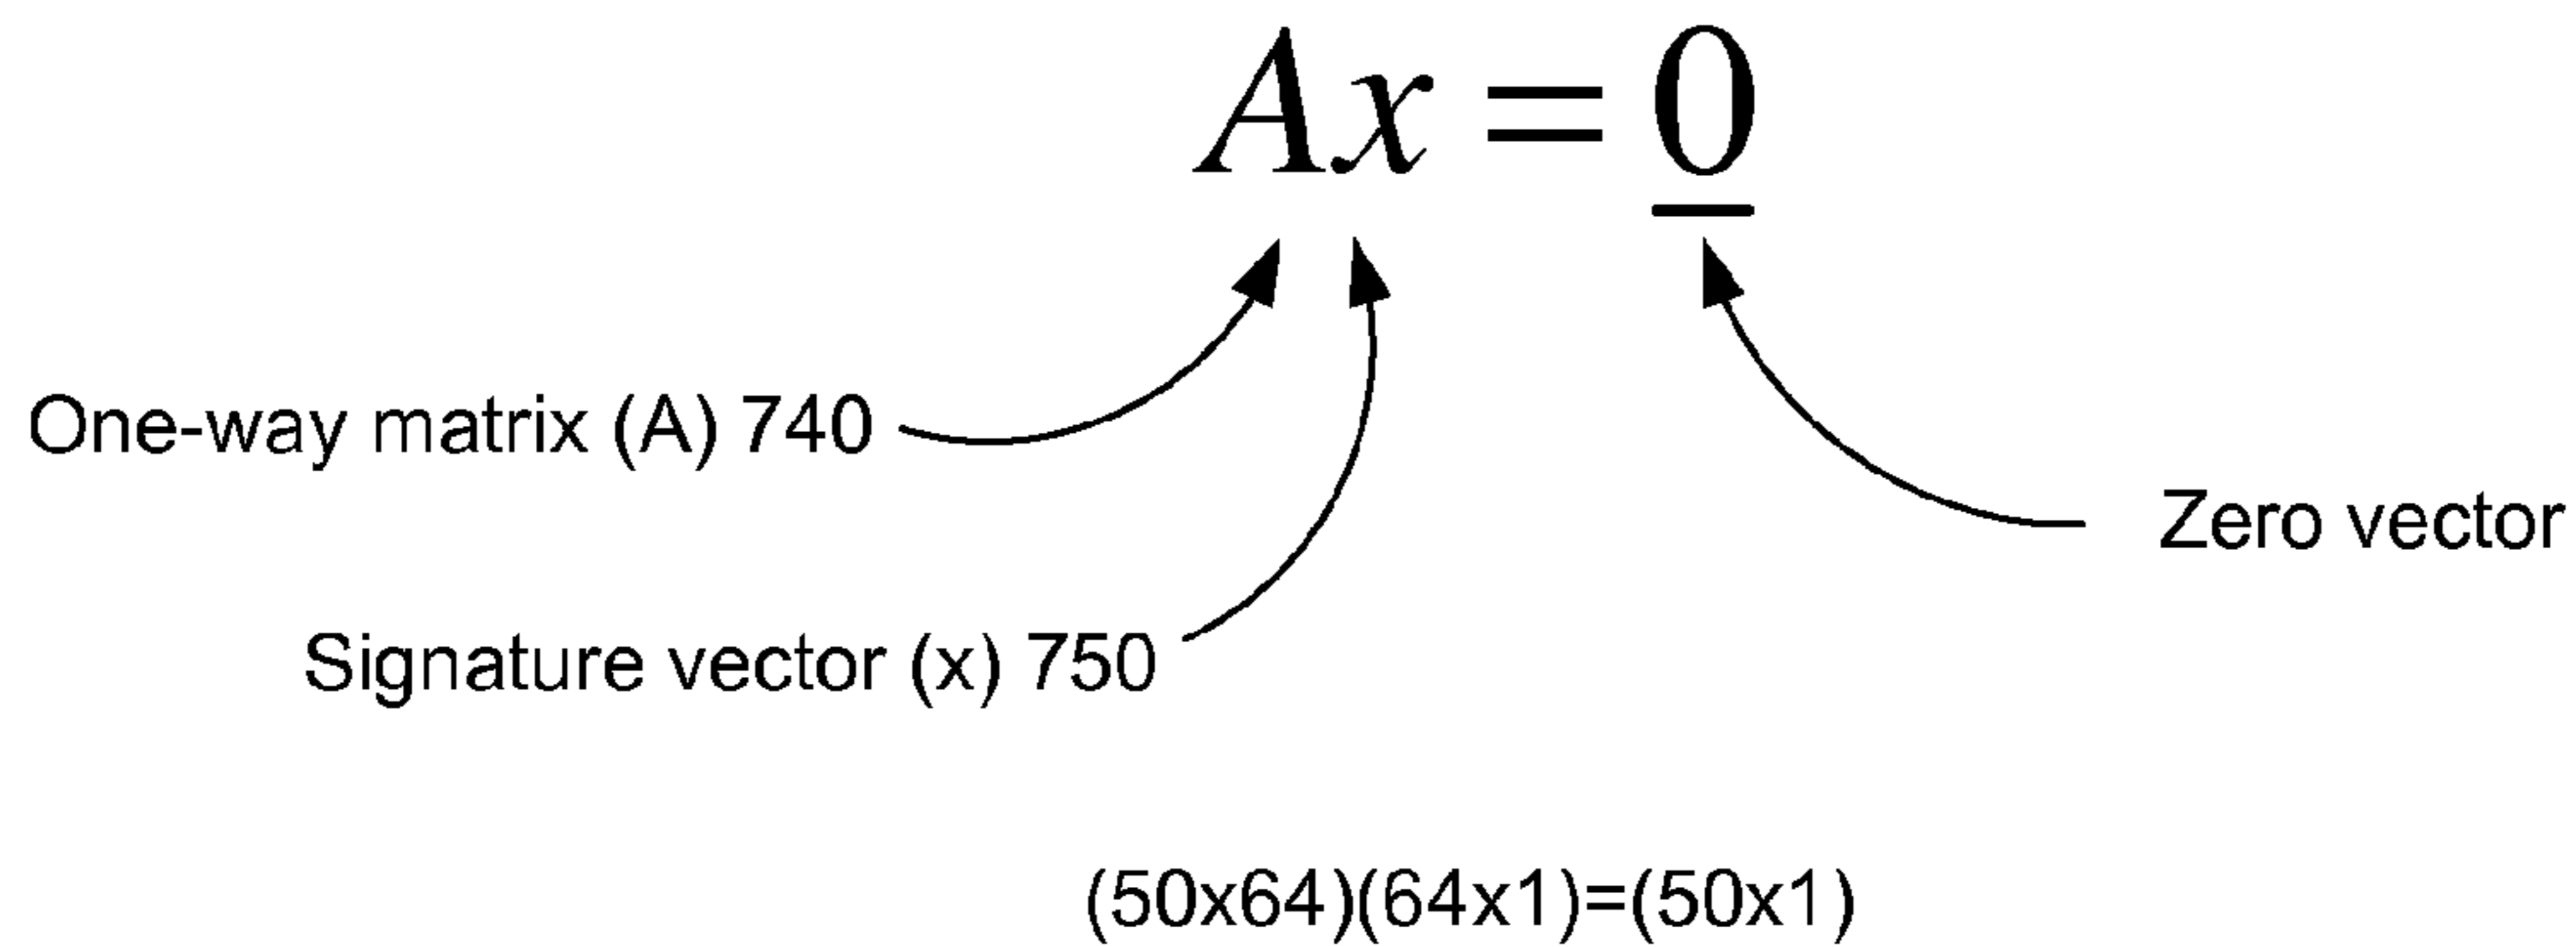 Ax = 0
One-way matrix (A) 740
Zero vector
Signature vector (x) 750
(50x64)(64x1)=(50x1)